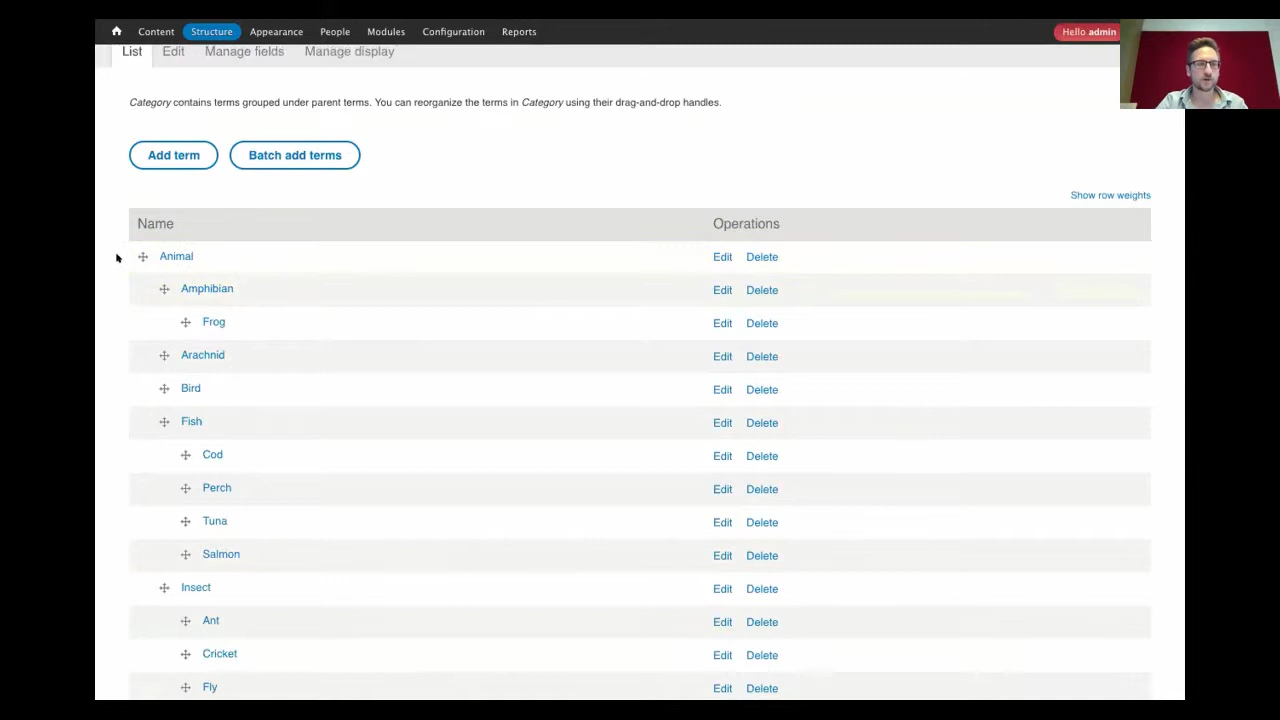 Content Structure Appearance People Modules Configuration Reports Hello admin
List Edit Manage fields Manage display
Category contains terms grouped under parent terms. You can reorganize the terms in Category using their drag-and-drop handles.
Add term Batch add terms
Show row weights
Name Operations
Animal Edit Delete
Amphibian Edit Delete
Frog Edit Delete
Arachnid Edit Delete
Bird Edit Delete
Fish Edit Delete
Cod Edit Delete
Perch Edit Delete
Tuna Edit Delete
Salmon Edit Delete
Insect Edit Delete
Ant Edit Delete
Cricket Edit Delete
Fly Edit Delete